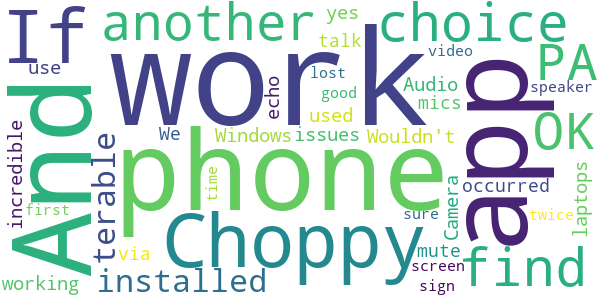 If
another
choice
yes
talk
video
PA
use
work
echo
lost
good
used
Audio
mics
speaker
app
And
incredible
terable
We
Windows
issues
Wouldn't
OK
phone
occurred
laptops
first
time
Camera
sure
twice
Choppy
via
mute
find
working
installed
screen
sign